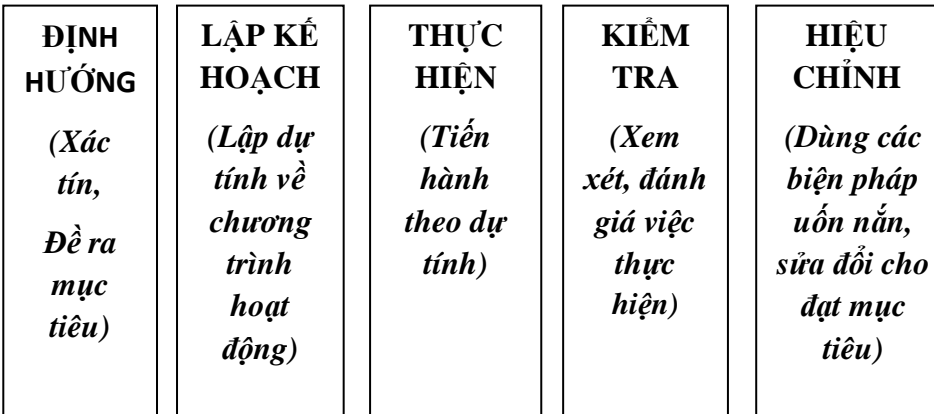 ĐỊNH
HƯỚNG
(Xác
tín,
Đề ra
mục
tiêu)
LẬP KẾ
HOẠCH
(Lập dự
tính về
chương
trình
hoạt
động)
THỰC
HIỆN
(Tiến
hành
theo dự
tính)
KIỂM
TRA
(Xem
xét, đánh
giá việc
thực
hiện)
HIỆU
CHỈNH
(Dùng các
biện pháp
uốn nắn,
sửa đổi cho
đạt mục
tiêu)